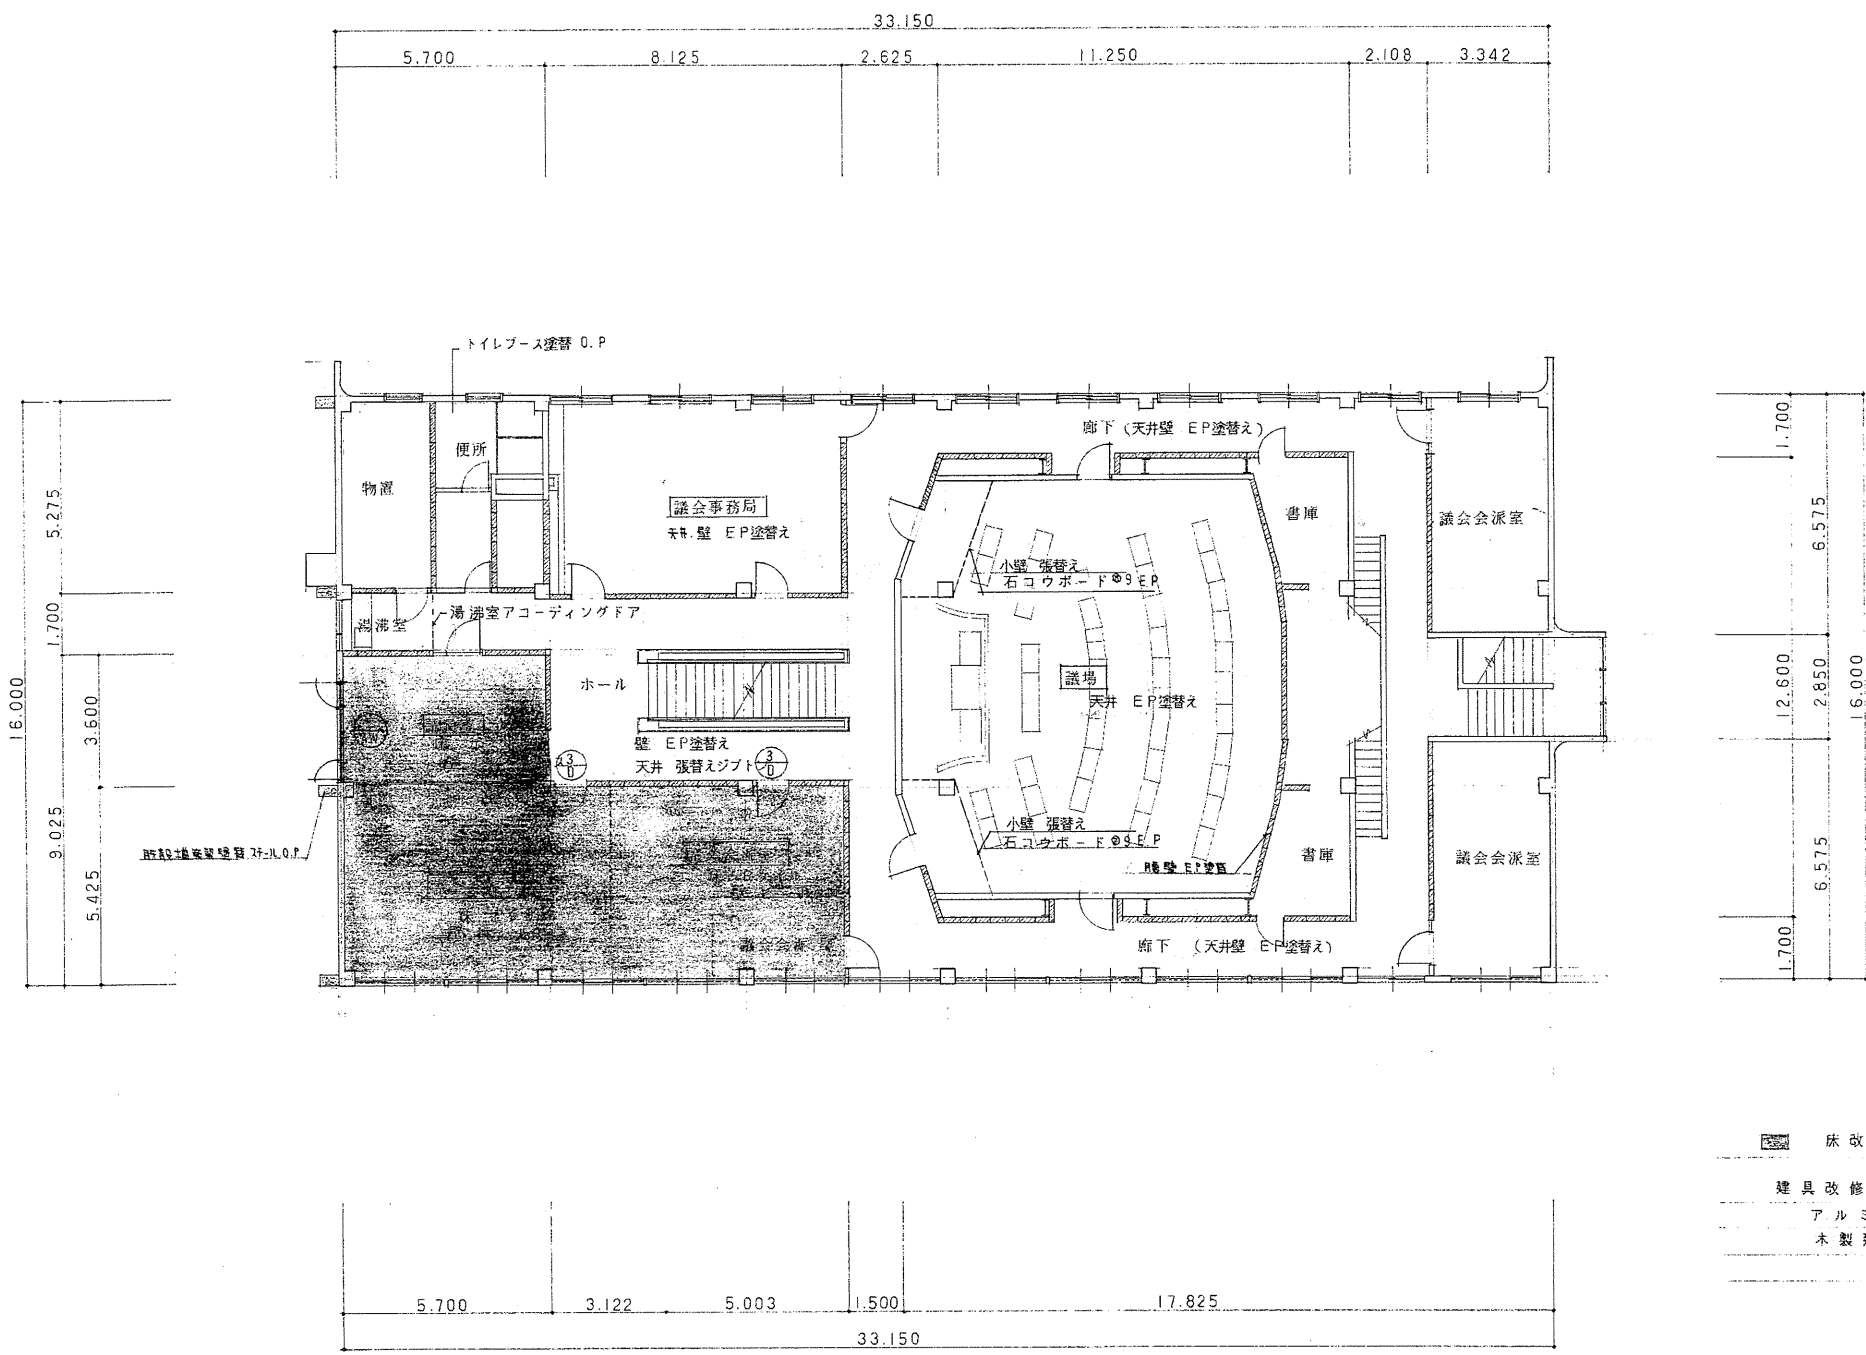 33.150
5.700
8.125
2.625
11.250
2.108
3.342
トイレブース塗替 O.P
便所
物置
議会事務局
天井.壁 EP塗替え
廊下 (天井壁 EP塗替え)
書庫
議会会派室
小壁 張替え
石コウボード⑦9 EP
湯沸室
湯沸室アコーディングドア
ホール
議場
天井 EP塗替え
壁 EP塗替え
天井 張替えジプト
3
D
3
D
小壁 張替え
石コウボード⑦9 EP
腰壁 EP塗替
書庫
議会会派室
廊下 (天井壁 EP塗替え)
16.000
5.275
1.700
9.025
3.600
5.425
1.700
12.600
1.700
6.575
2.850
6.575
16.000
床 改
建 具 改 修
ア ル ミ
木 製
5.700
3.122
5.003
1.500
17.825
33.150